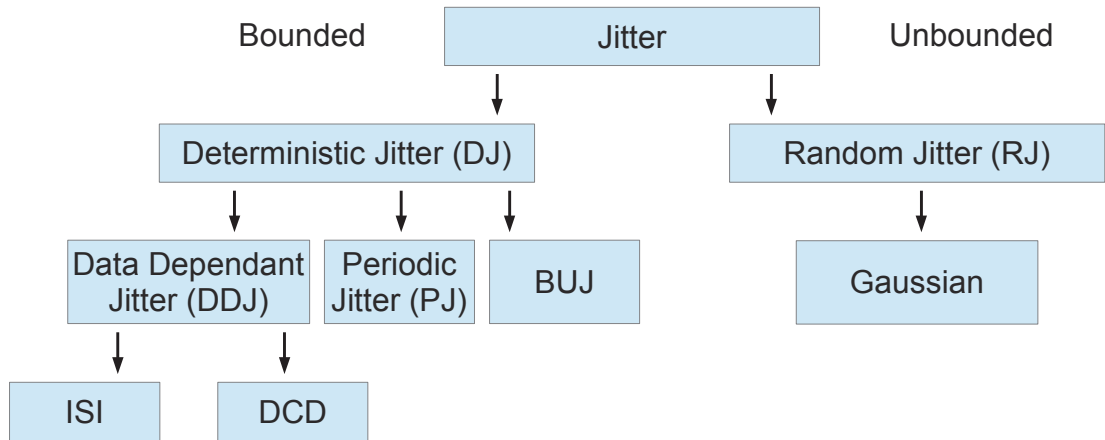 Bounded
Jitter
Unbounded
Deterministic Jitter (DJ)
Random Jitter (RJ)
Data Dependant
Jitter (DDJ)
Periodic
Jitter (PJ)
BUJ
Gaussian
ISI
DCD